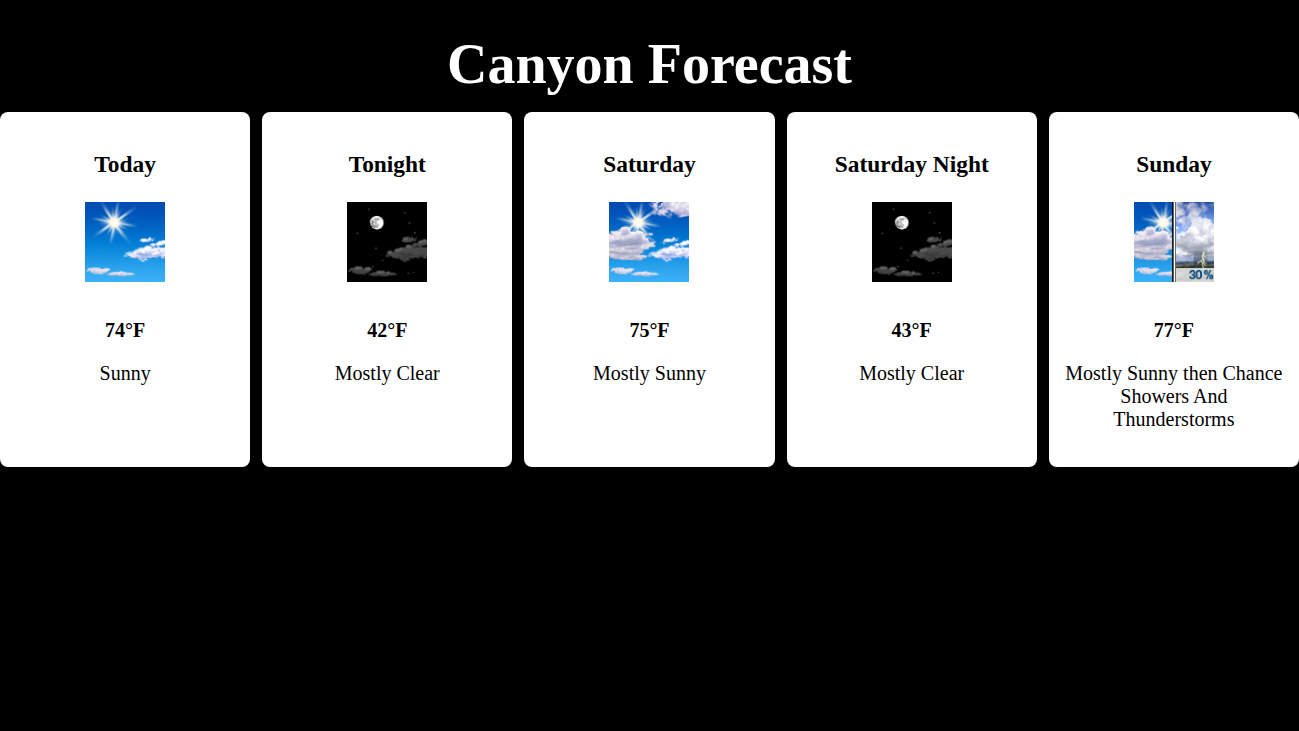 Canyon Forecast
Today
Tonight
Saturday
Saturday Night
Sunday
30%
74°F
42°F
75°F
43°F
77°F
Sunny
Mostly Clear
Mostly Sunny
Mostly Clear
Mostly Sunny then Chance
Showers And
Thunderstorms